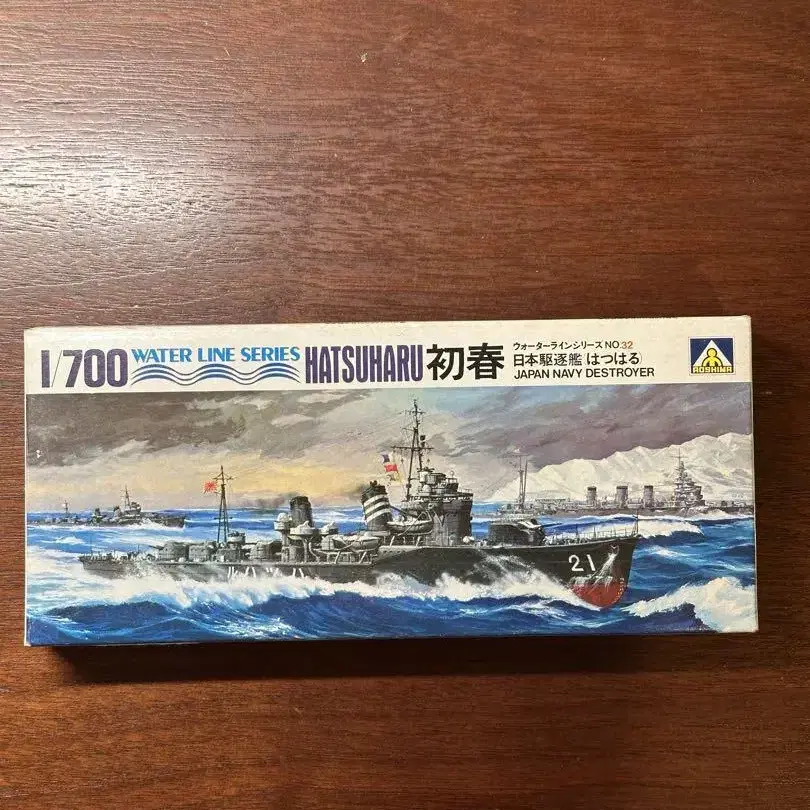 1/700
WATER LINE SERIES
HATSUHARU 初春
ウォーターラインシリーズ NO.32
日本駆逐艦(はつはる)
JAPAN NAVY DESTROYER
AOSHIMA
21